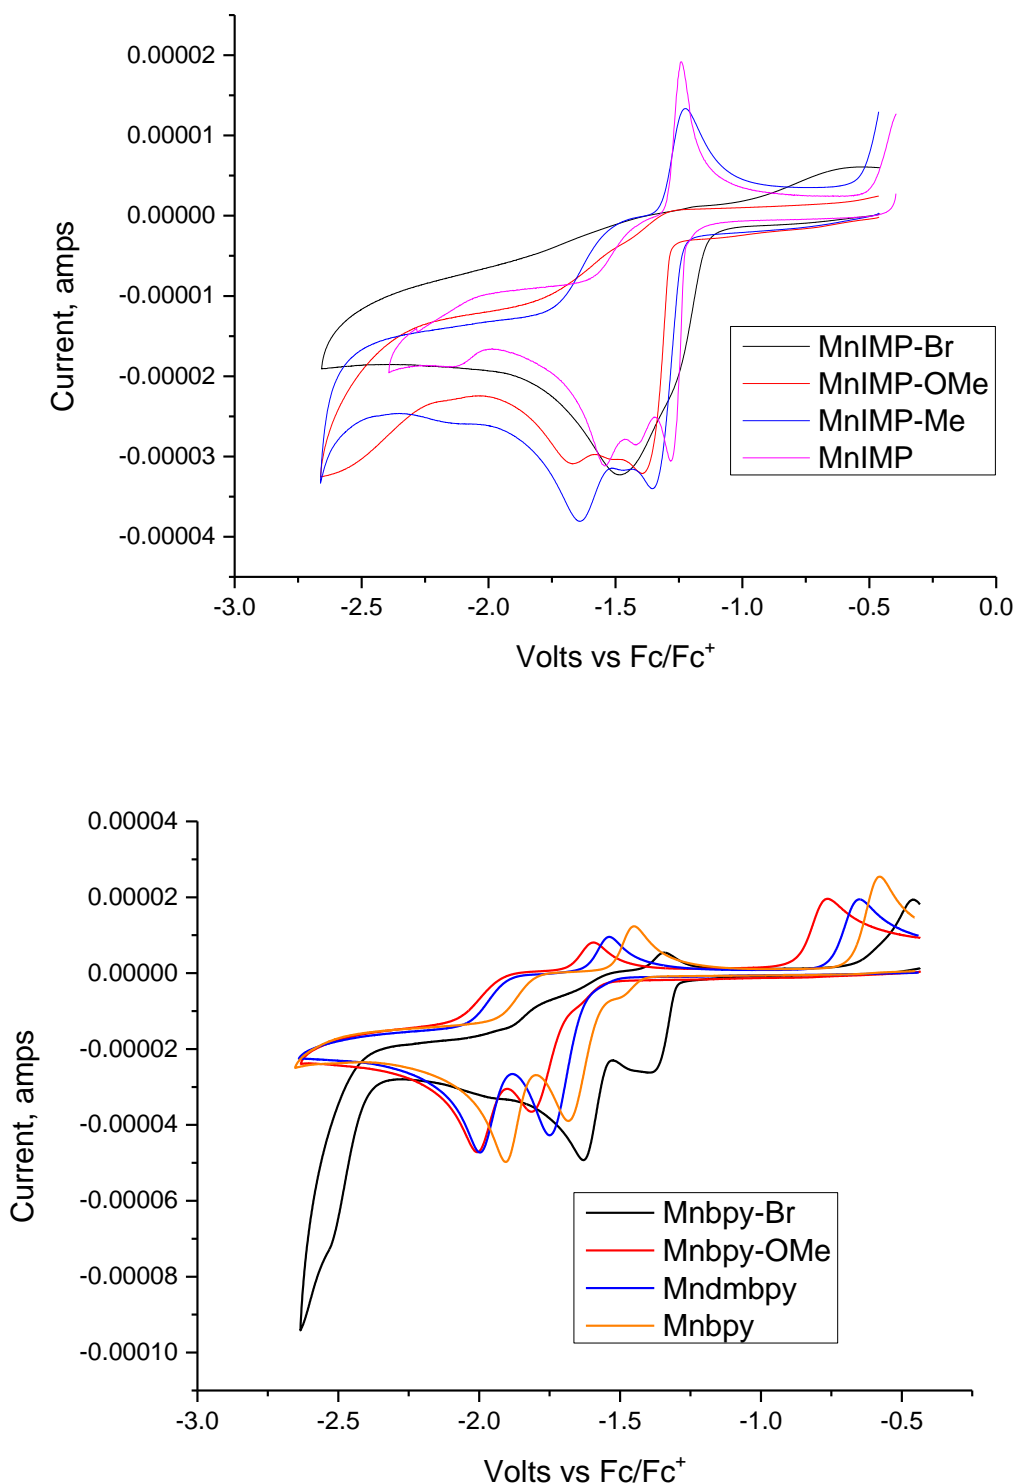 0.00002
0.00001
0.00000
-0.00001
-0.00002
-0.00003
-0.00004
Current, amps
-3.0 -2.5 -2.0 -1.5 -1.0 -0.5 0.0
Volts vs Fc/Fc⁺
MnIMP-Br
MnIMP-OMe
MnIMP-Me
MnIMP
0.00004
0.00002
0.00000
-0.00002
-0.00004
-0.00006
-0.00008
-0.00010
Current, amps
-3.0 -2.5 -2.0 -1.5 -1.0 -0.5
Volts vs Fc/Fc⁺
Mnbpy-Br
Mnbpy-OMe
Mndmbpy
Mnbpy